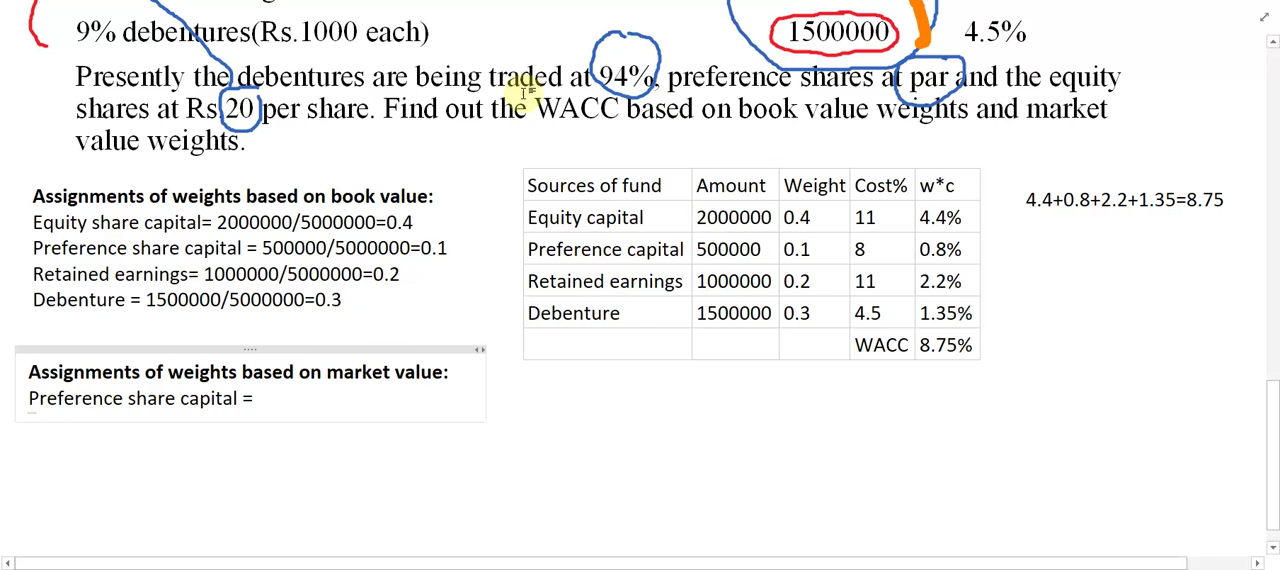 9% debentures(Rs.1000 each) 1500000 4.5%
Presently the debentures are being traded at 94%, preference shares at par and the equity
shares at Rs.20 per share. Find out the WACC based on book value weights and market
value weights.
Assignments of weights based on book value:
Equity share capital= 2000000/5000000=0.4
Preference share capital = 500000/5000000=0.1
Retained earnings= 1000000/5000000=0.2
Debenture = 1500000/5000000=0.3
Sources of fund Amount Weight Cost% w*c
Equity capital 2000000 0.4 11 4.4%
Preference capital 500000 0.1 8 0.8%
Retained earnings 1000000 0.2 11 2.2%
Debenture 1500000 0.3 4.5 1.35%
WACC 8.75%
4.4+0.8+2.2+1.35=8.75
Assignments of weights based on market value:
Preference share capital =